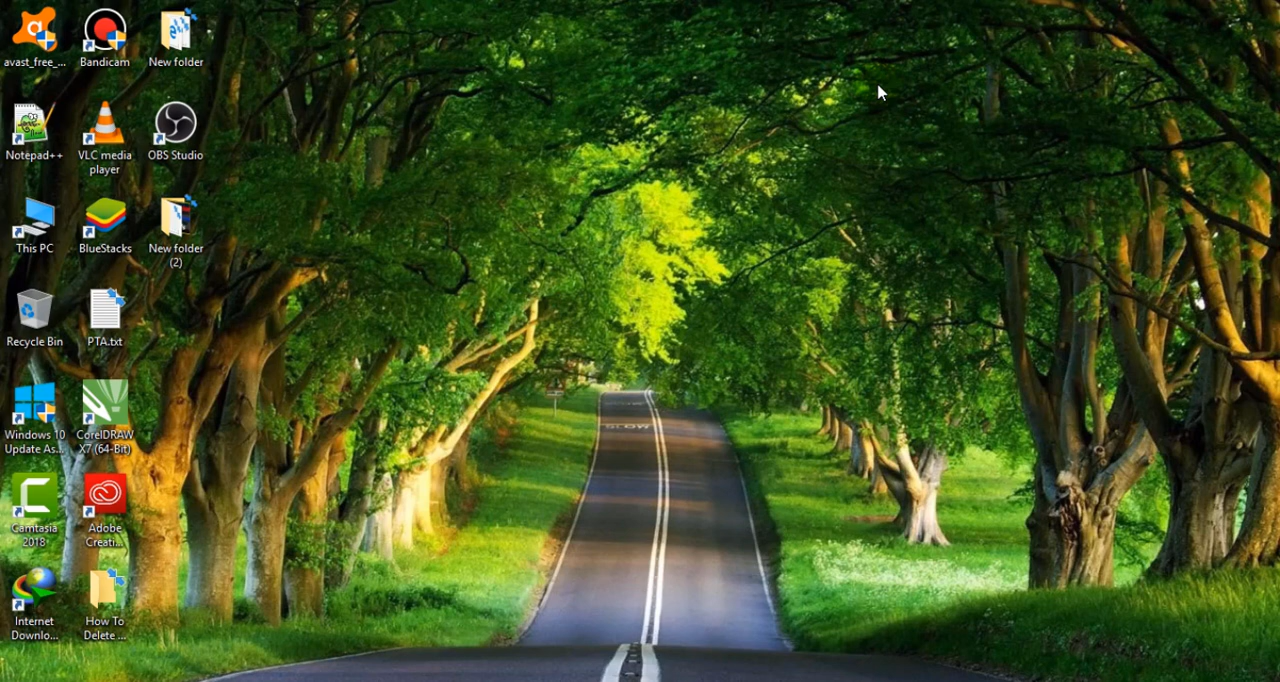 avast_free_...
Bandicam
New folder
Notepad++
VLC media
player
OBS Studio
This PC
BlueStacks
New folder
(2)
Recycle Bin
PTA.txt
Windows 10
Update As...
CorelDRAW
X7 (64-Bit)
Camtasia
2018
Adobe
Creati...
Internet
Downlo...
How To
Delete ...
SLOW